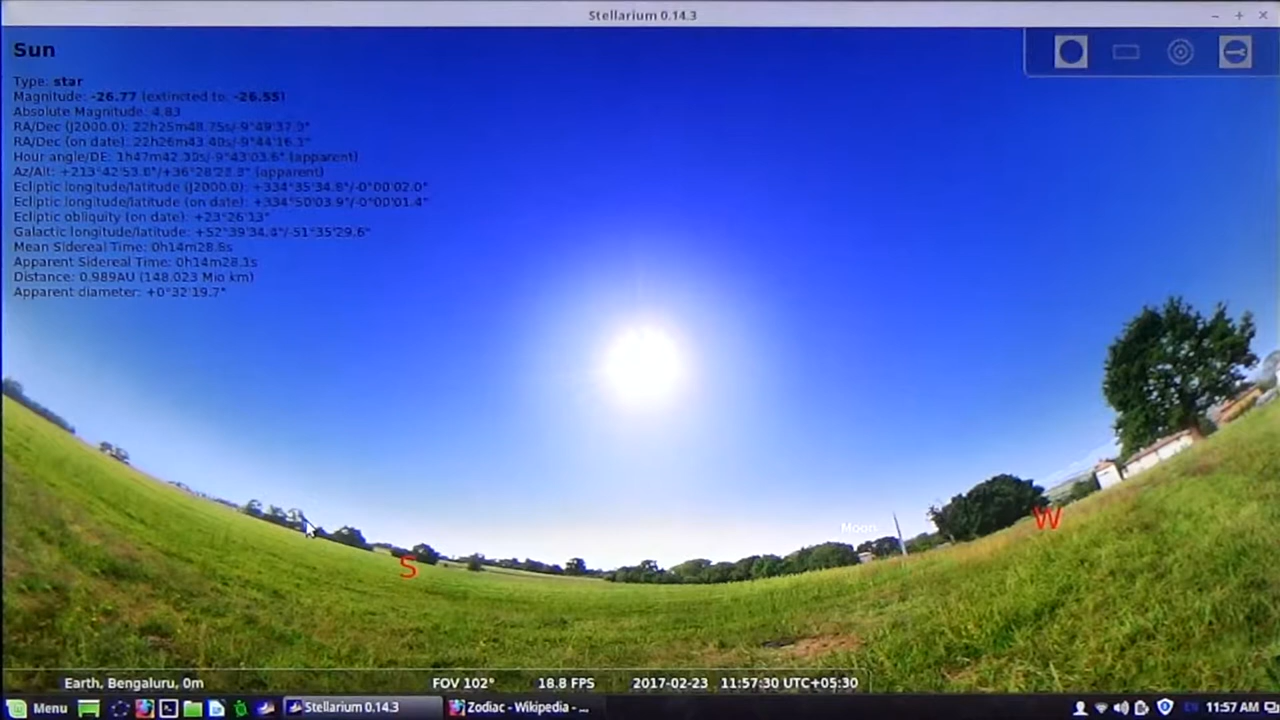 Stellarium 0.14.3
Sun
Type: star
Magnitude: -26.77 (extincted to: -26.55)
Absolute Magnitude: 4.83
RA/Dec (J2000.0): 22h25m48.75s/-9°49'37.3"
RA/Dec (on date): 22h26m43.40s/-9°44'16.1"
Hour angle/DE: 1h47m42.39s/-9°43'03.6" (apparent)
Az/Alt: +213°42'53.8"/+36°28'23.3" (apparent)
Ecliptic longitude/latitude (J2000.0): +334°35'34.8"/-0°00'02.0"
Ecliptic longitude/latitude (on date): +334°50'03.9"/-0°00'01.4"
Ecliptic obliquity (on date): +23°26'13"
Galactic longitude/latitude: +52°39'34.4"/-51°35'29.6"
Mean Sidereal Time: 0h14m28.8s
Apparent Sidereal Time: 0h14m28.1s
Distance: 0.989AU (148.023 Mio km)
Apparent diameter: +0°32'19.7"
Moon
W
S
Earth, Bengaluru, 0m FOV 102° 18.8 FPS 2017-02-23 11:57:30 UTC+05:30
Menu Stellarium 0.14.3 Zodiac - Wikipedia - ... EN 11:57 AM